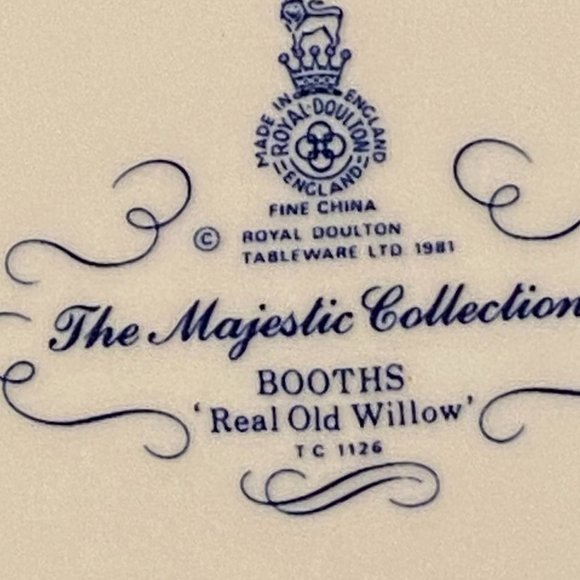 MADE IN ENGLAND
ROYAL·DOULTON
ENGLAND
FINE CHINA
© ROYAL DOULTON
TABLEWARE LTD 1981
The Majestic Collection
BOOTHS
‘Real Old Willow’
TC 1126